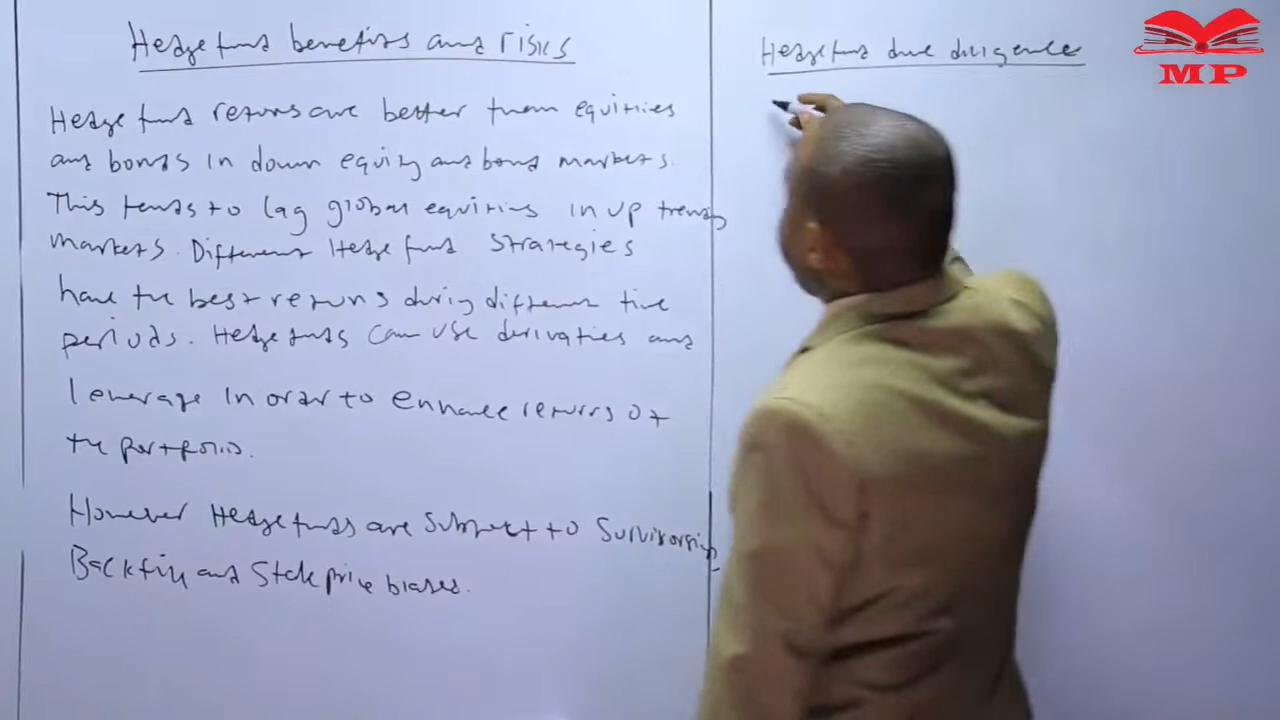 Hedge fund benefits and risks
Hedge fund returns are better than equities
and bonds in down equity and bond markets.
This tends to lag global equities in up trends
markets. Different Hedge fund strategies
have the best returns during different time
periods. Hedge funds can use derivaties and
leverage in order to enhance returns of
the portfolio.
However Hedge funds are subject to Survivorship
Backfill and Stale price biases.
Hedge fund due diligence
MP